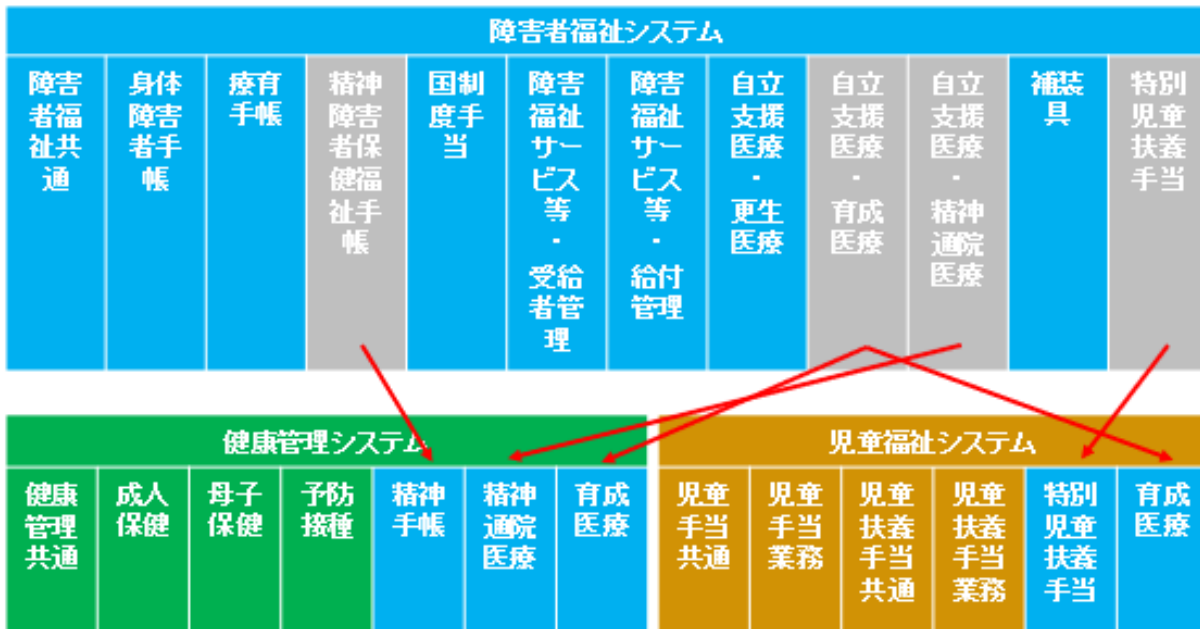 障害者福祉システム
障害
者福
祉共
通
身体
障害
者手
帳
療育
手帳
精神
障害
者保
健福
祉手
帳
国制
度手
当
障害
福祉
サー
ビス
等
・
受給
者管
理
障害
福祉
サー
ビス
等
・
給付
管理
自立
支援
医療
・
更生
医療
自立
支援
医療
・
育成
医療
自立
支援
医療
・
精神
通院
医療
補装
具
特別
児童
扶養
手当
健康管理システム
健康
管理
共通
成人
保健
母子
保健
予防
接種
精神
手帳
精神
通院
医療
育成
医療
児童福祉システム
児童
手当
共通
児童
手当
業務
児童
扶養
手当
共通
児童
扶養
手当
業務
特別
児童
扶養
手当
育成
医療